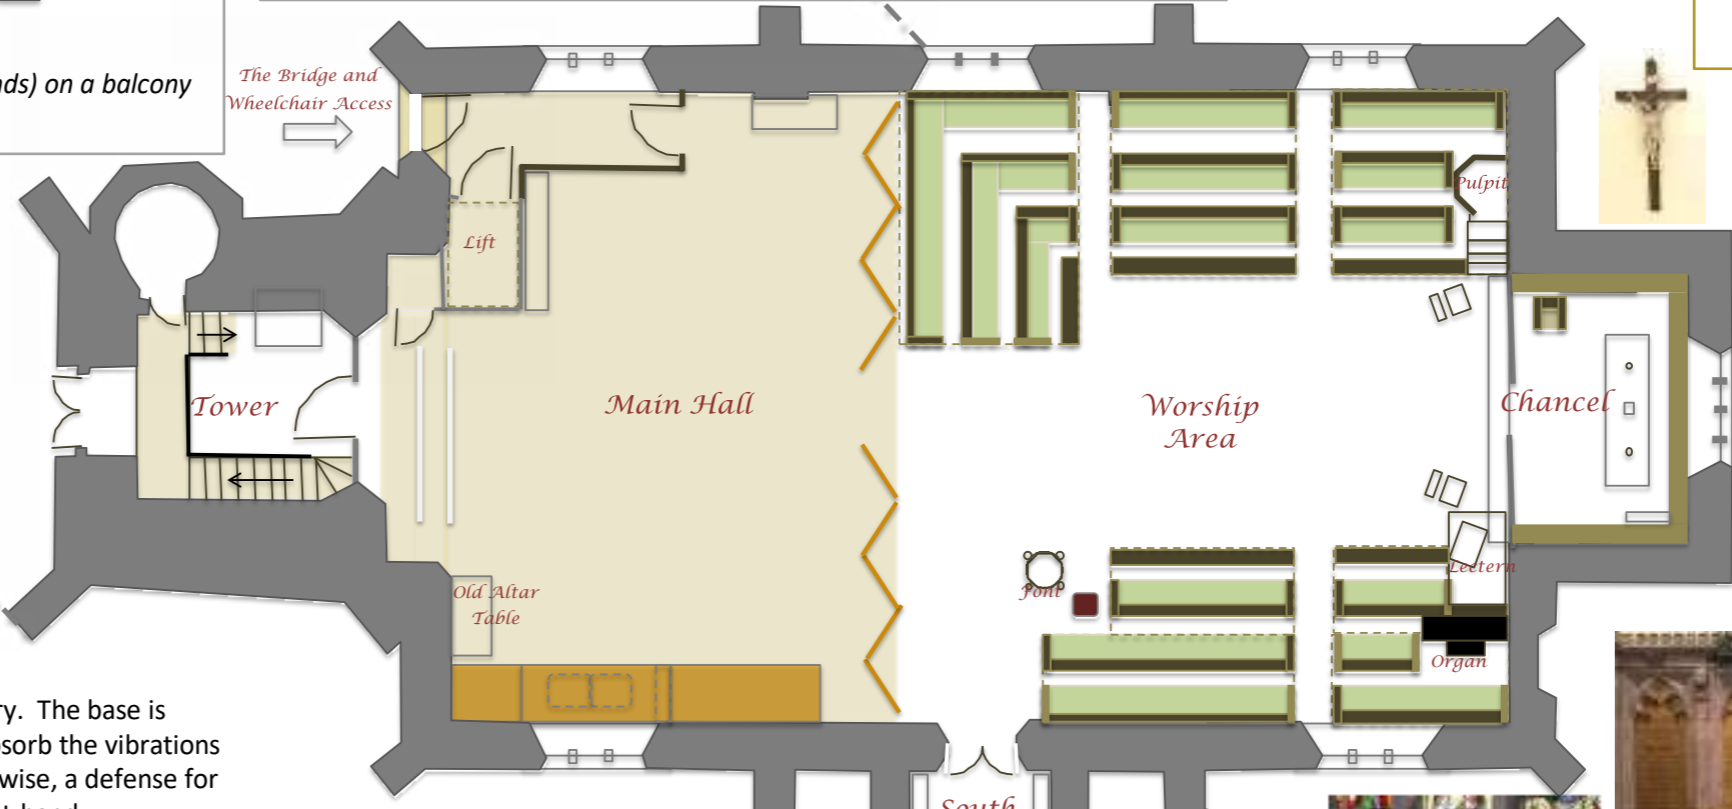 nds) on a balcony
The Bridge and
Wheelchair Access
Lift
Pulpit
Tower
Main Hall
Worship
Area
Chancel
Old Altar
Table
Font
Lectern
Organ
ry. The base is
sorb the vibrations
wise, a defense for
South